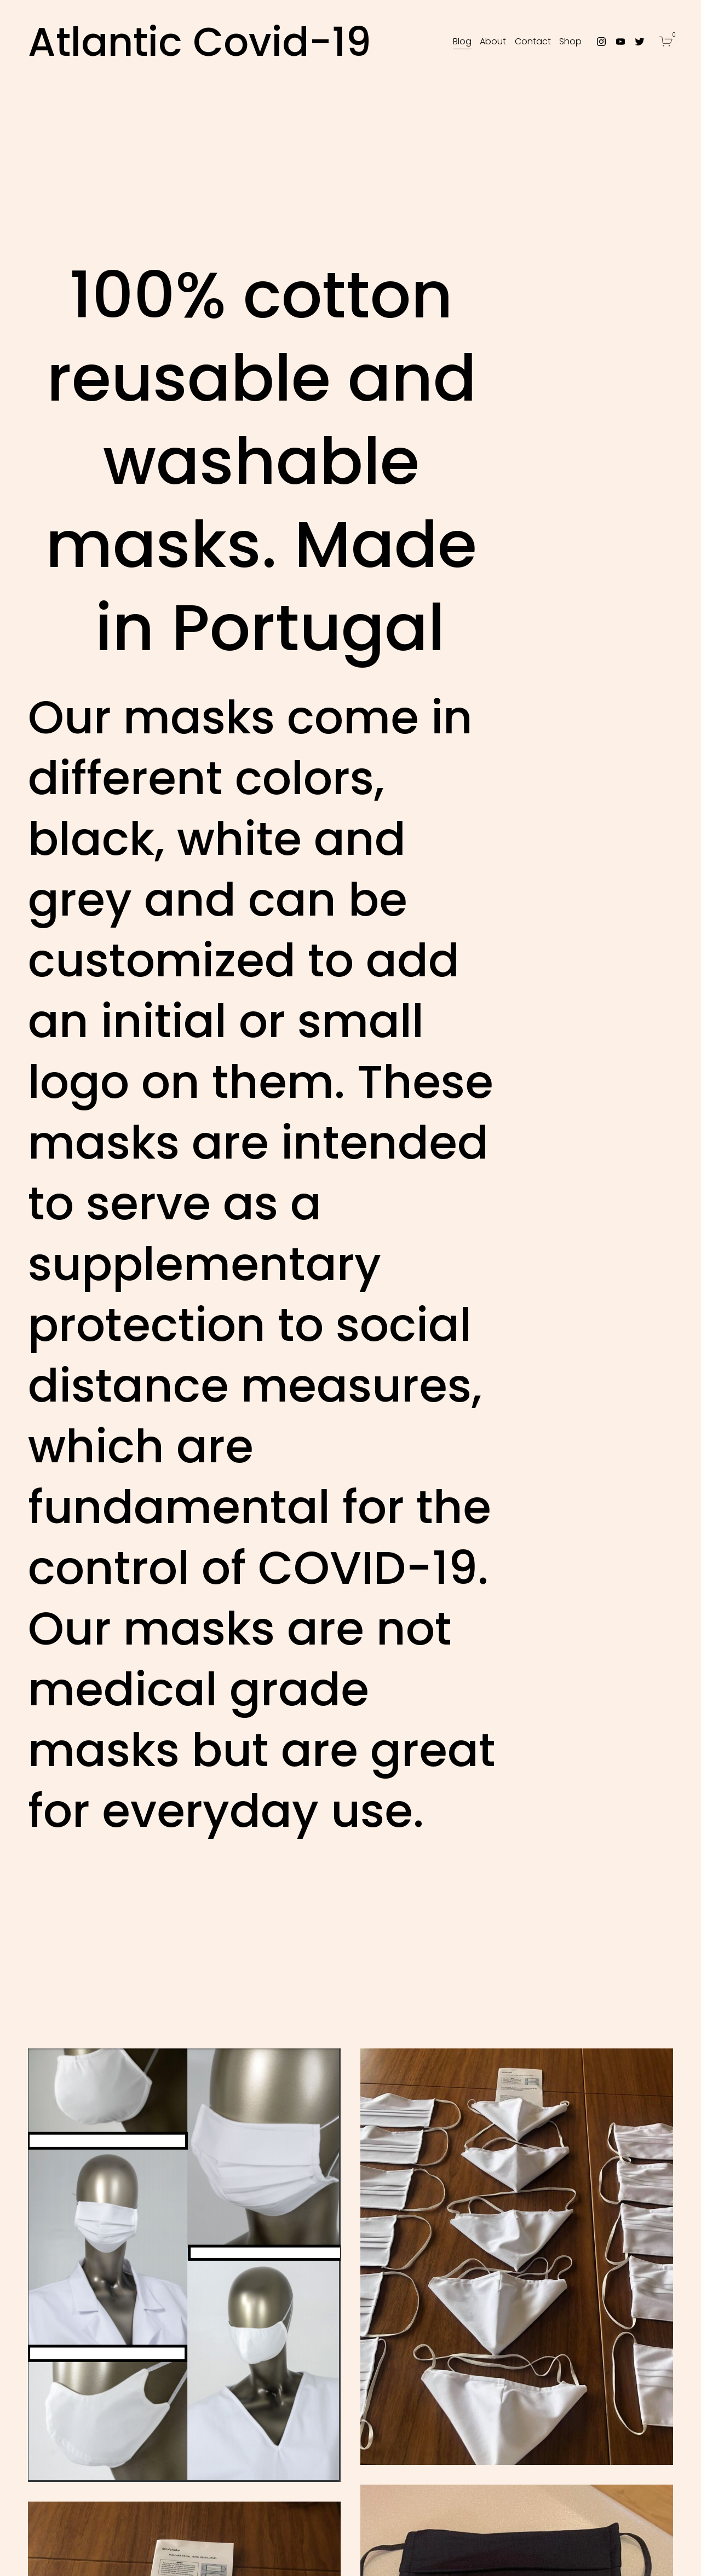 Atlantic Covid-19
Blog About Contact Shop
0
100% cotton
reusable and
washable
masks. Made
in Portugal
Our masks come in
different colors,
black, white and
grey and can be
customized to add
an initial or small
logo on them. These
masks are intended
to serve as a
supplementary
protection to social
distance measures,
which are
fundamental for the
control of COVID-19.
Our masks are not
medical grade
masks but are great
for everyday use.